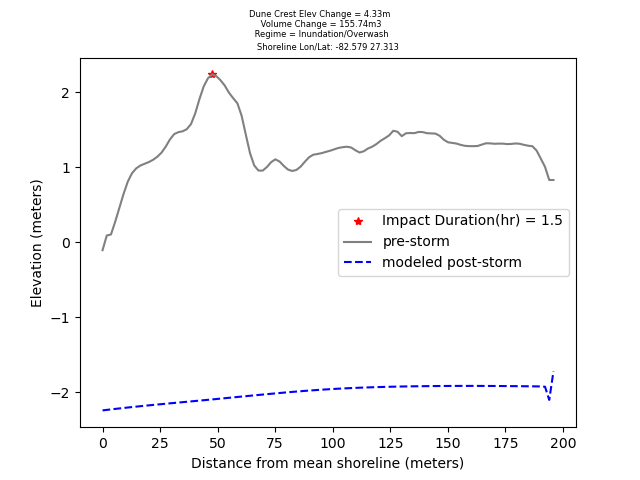 Dune Crest Elev Change = 4.33m
Volume Change = 155.74m3
Regime = Inundation/Overwash
Shoreline Lon/Lat: -82.579 27.313
Elevation (meters)
2
1
0
−1
−2
Impact Duration(hr) = 1.5
pre-storm
modeled post-storm
0 25 50 75 100 125 150 175 200
Distance from mean shoreline (meters)